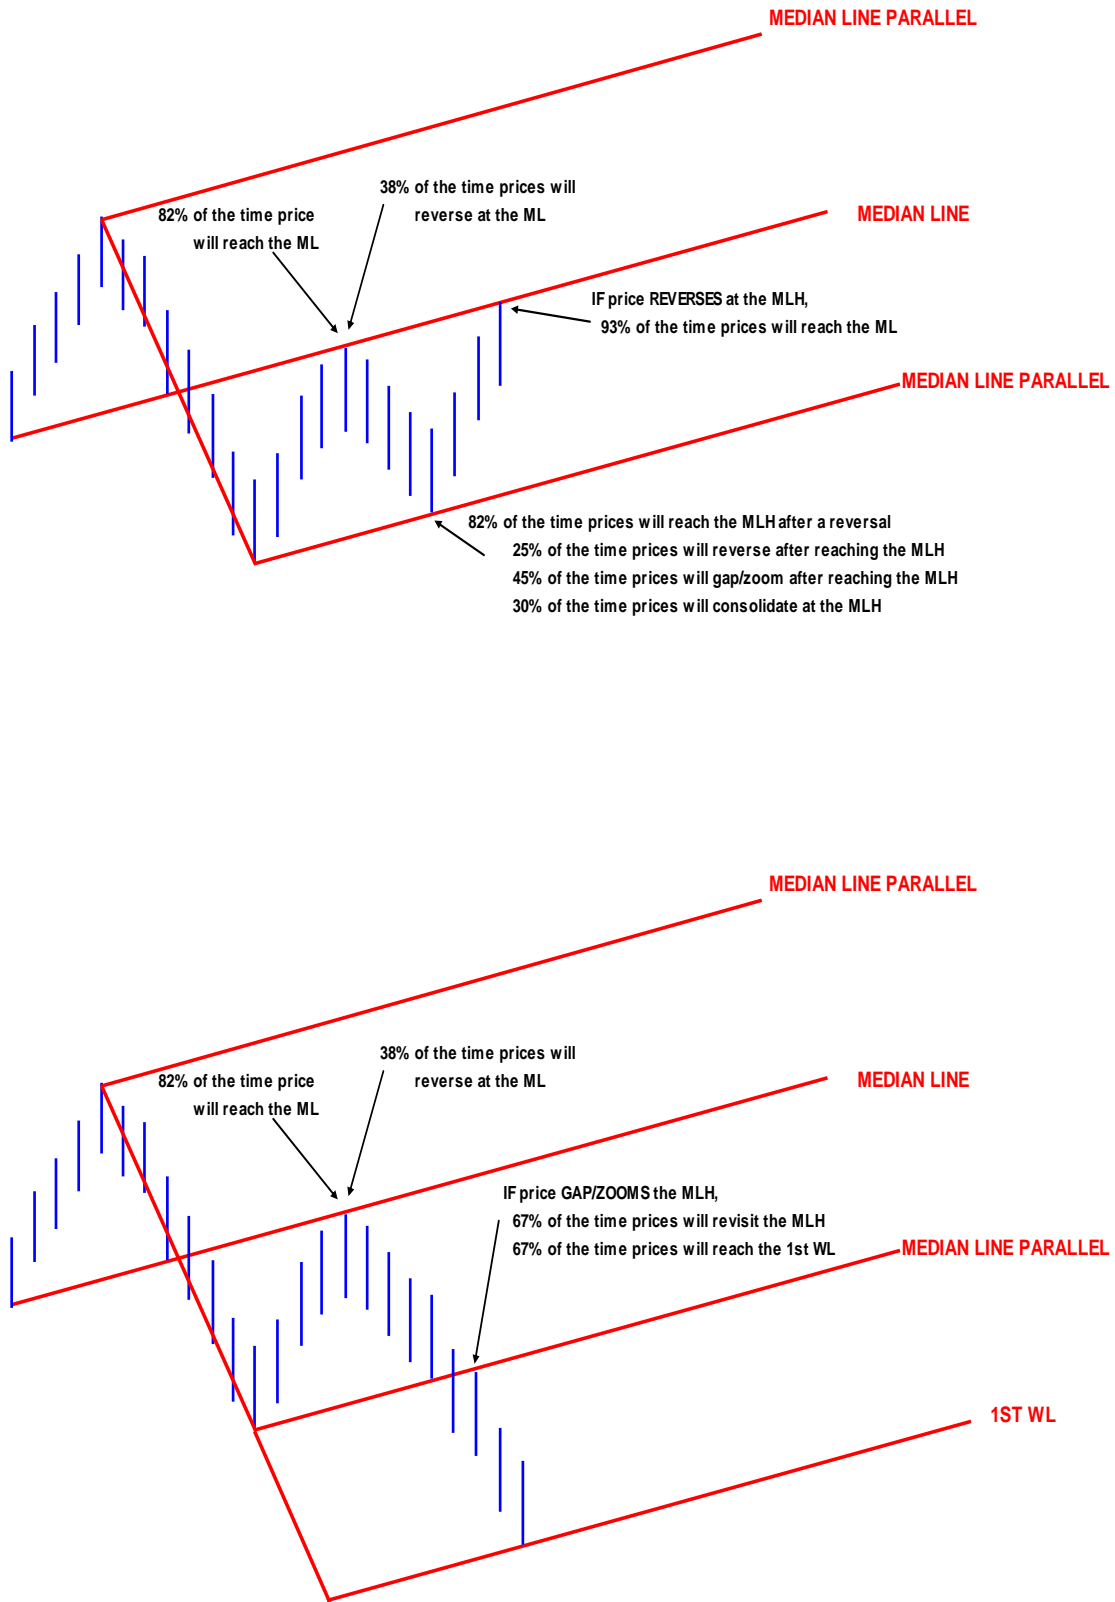 MEDIAN LINE PARALLEL
38% of the time prices will
reverse at the ML
82% of the time price
will reach the ML
MEDIAN LINE
IF price REVERSES at the MLH,
93% of the time prices will reach the ML
MEDIAN LINE PARALLEL
82% of the time prices will reach the MLH after a reversal
25% of the time prices will reverse after reaching the MLH
45% of the time prices will gap/zoom after reaching the MLH
30% of the time prices will consolidate at the MLH
MEDIAN LINE PARALLEL
38% of the time prices will
reverse at the ML
82% of the time price
will reach the ML
MEDIAN LINE
IF price GAP/ZOOMS the MLH,
67% of the time prices will revisit the MLH
67% of the time prices will reach the 1st WL
MEDIAN LINE PARALLEL
1ST WL